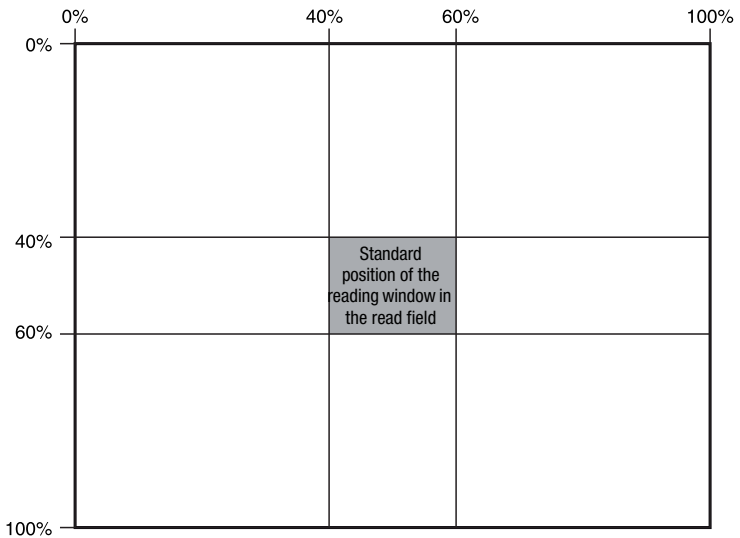 0% 40% 60% 100%
0%
40%
Standard
position of the
reading window in
the read field
60%
100%